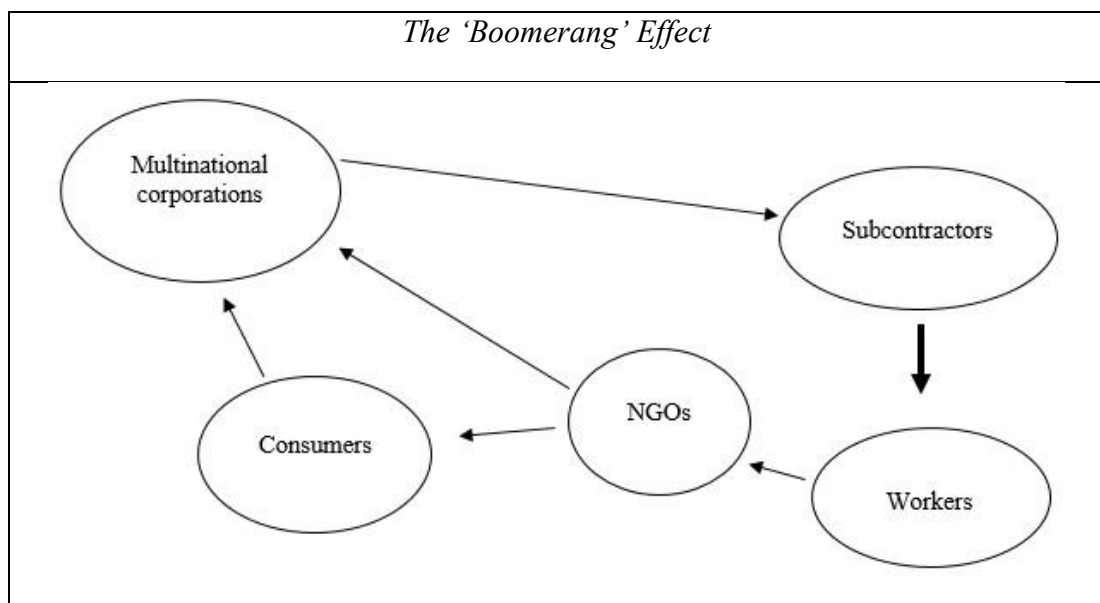 The ‘Boomerang’ Effect
Multinational
corporations
Subcontractors
NGOs
Consumers
Workers